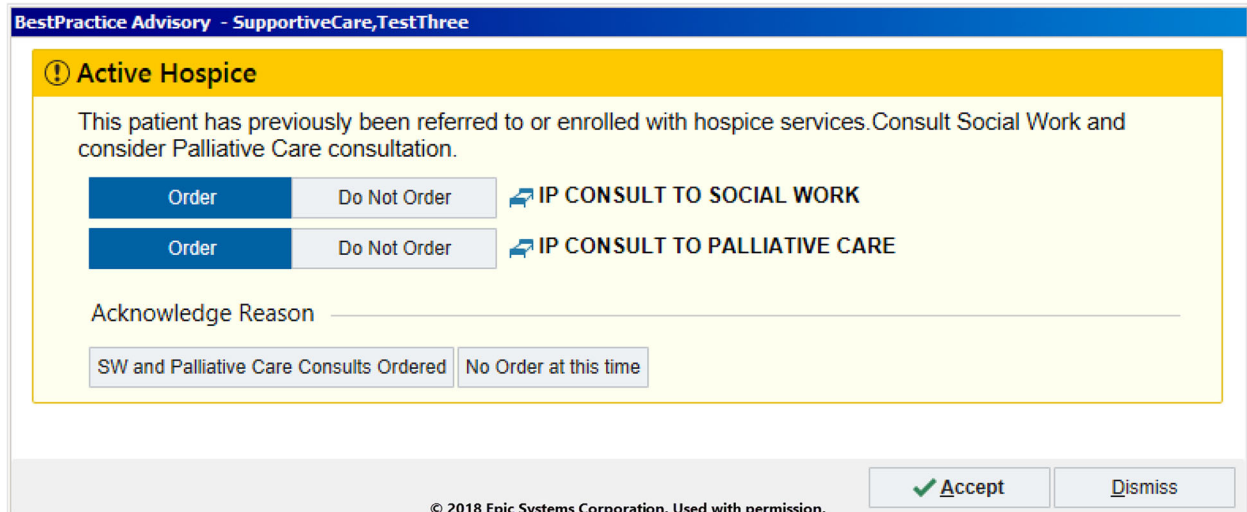 BestPractice Advisory - SupportiveCare,TestThree
Active Hospice
This patient has previously been referred to or enrolled with hospice services.Consult Social Work and
consider Palliative Care consultation.
Order Do Not Order IP CONSULT TO SOCIAL WORK
Order Do Not Order IP CONSULT TO PALLIATIVE CARE
Acknowledge Reason
SW and Palliative Care Consults Ordered No Order at this time
Accept Dismiss
© 2018 Epic Systems Corporation. Used with permission.